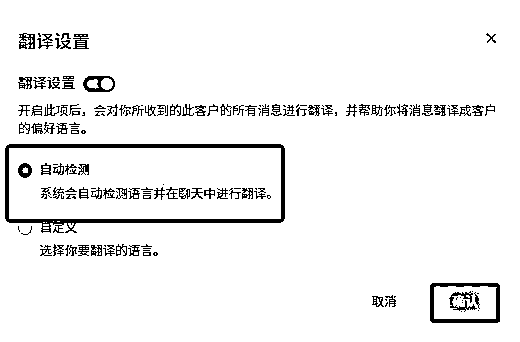 翻译设置
翻译设置
开启此项后，会对你所收到的此客户的所有消息进行翻译，并帮助你将消息翻译成客户
的偏好语言。
自动检测
系统会自动检测语言并在聊天中进行翻译。
自定义
选择你要翻译的语言。
取消
确认